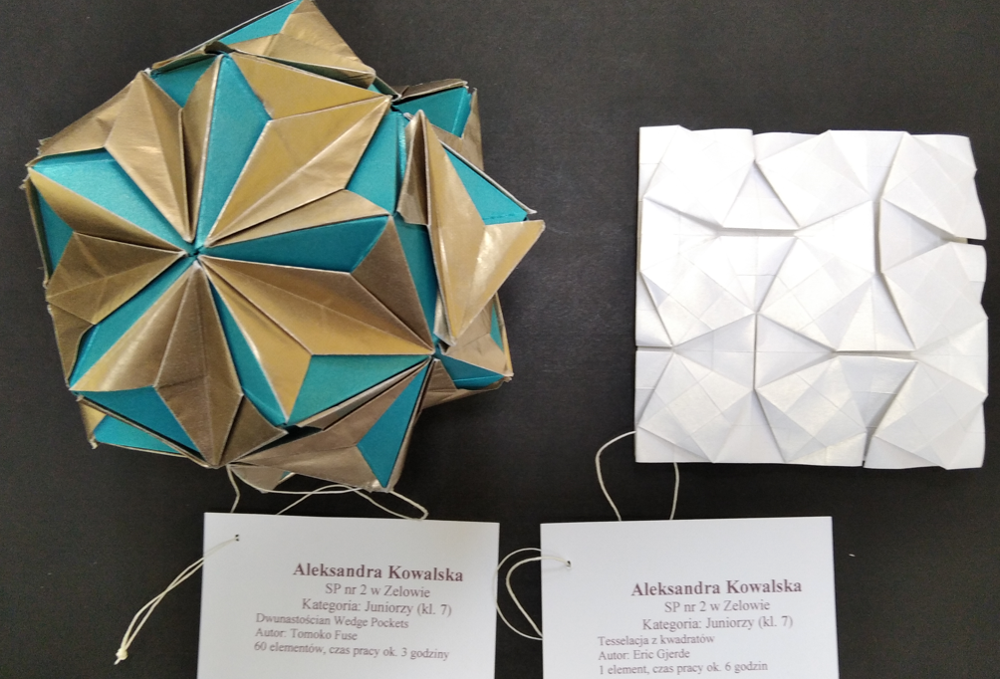 Aleksandra Kowalska
SP nr 2 w Zelowie
Kategoria: Juniorzy (kl. 7)
Dwunastościan Wedge Pockets
Autor: Tomoko Fuse
60 elementów, czas pracy ok. 3 godziny
Aleksandra Kowalska
SP nr 2 w Zelowie
Kategoria: Juniorzy (kl. 7)
Tesselacja z kwadratów
Autor: Eric Gjerde
1 element, czas pracy ok. 6 godzin